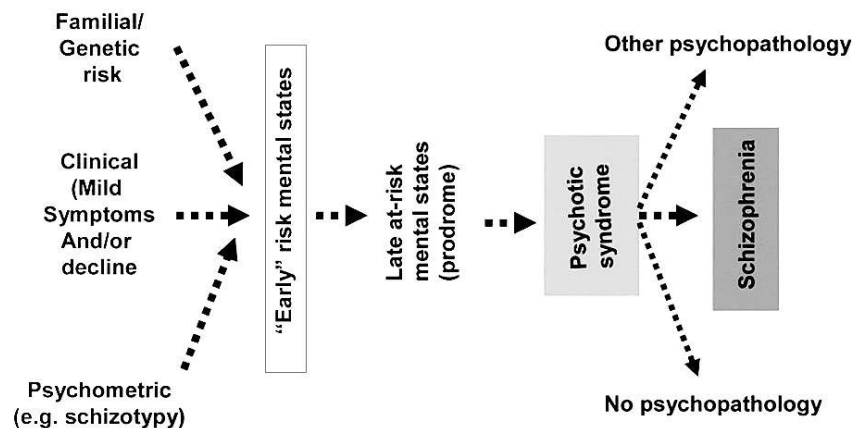 Familial/
Genetic
risk
Clinical
(Mild
Symptoms
And/or
decline
Psychometric
(e.g. schizotypy)
“Early” risk mental states
Late at-risk
mental states
(prodrome)
Psychotic
syndrome
Other psychopathology
Schizophrenia
No psychopathology